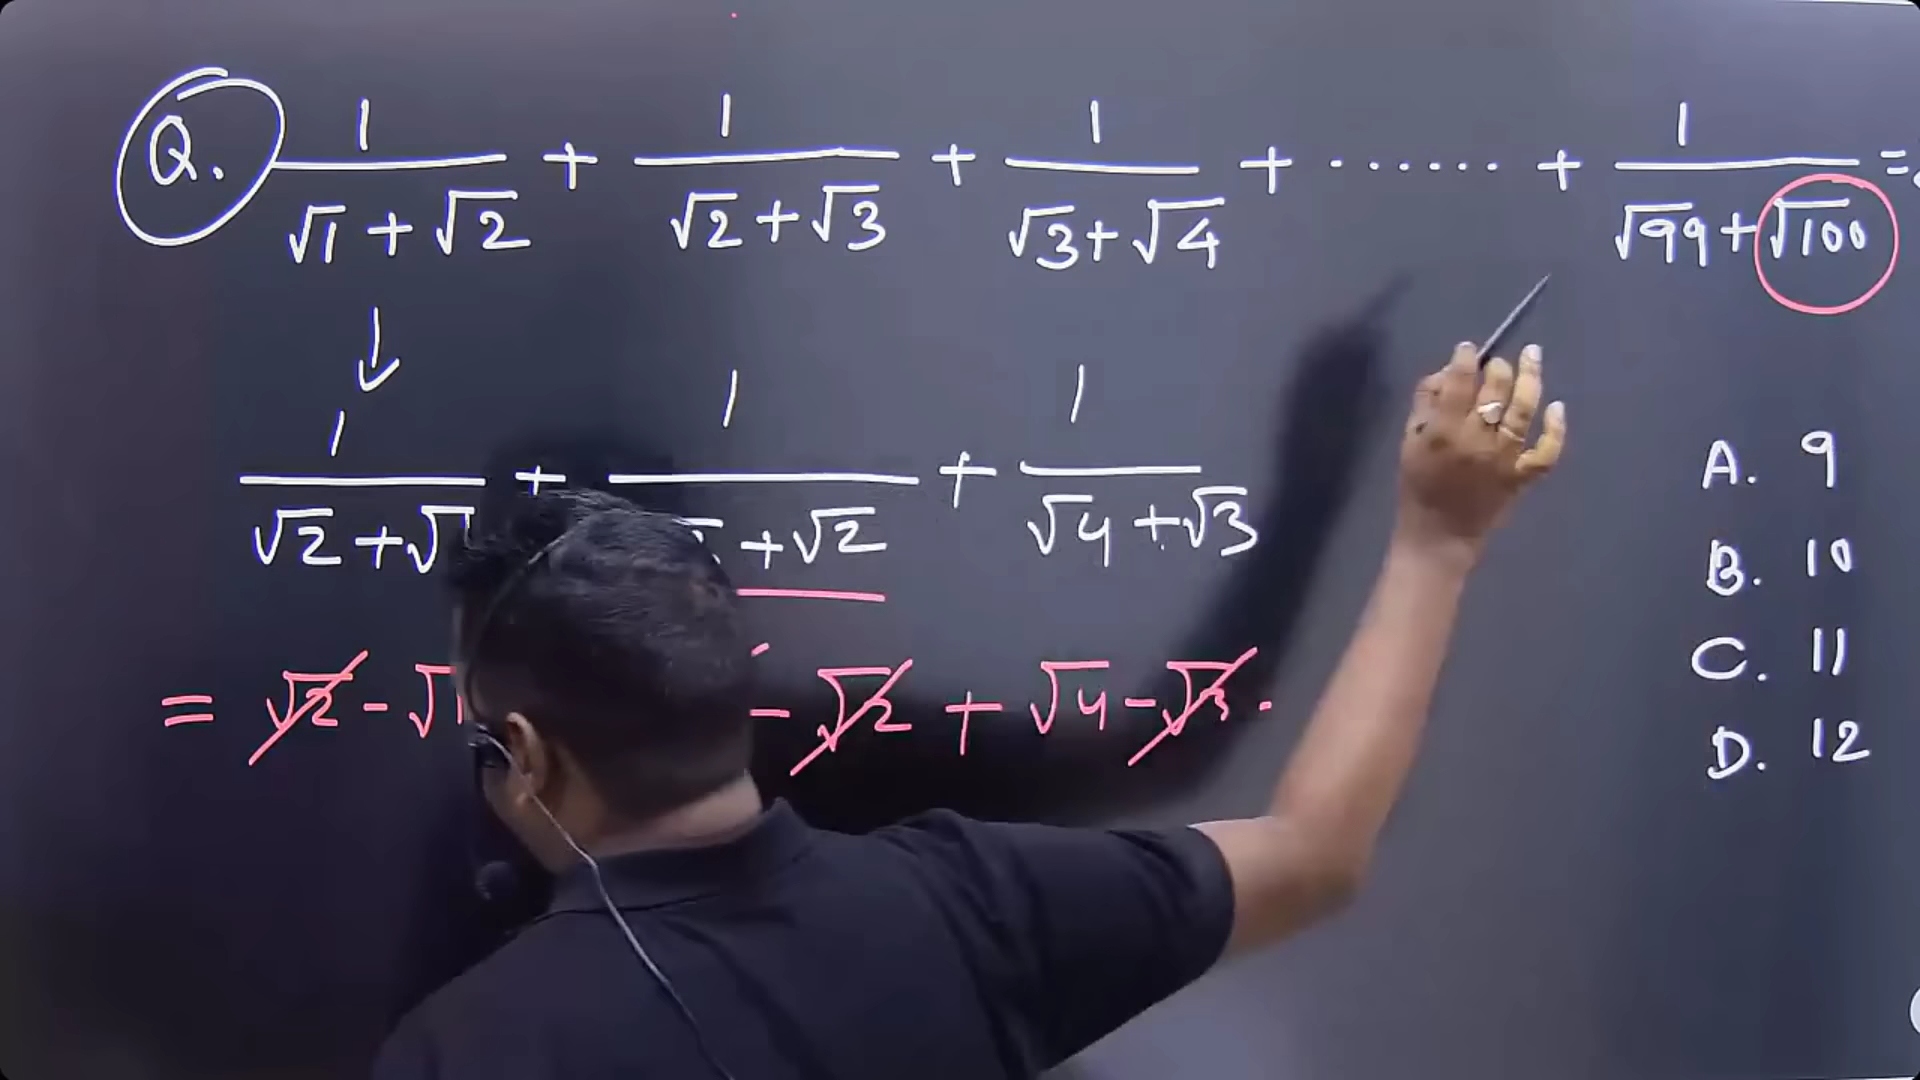 Q. 1/(√1+√2) + 1/(√2+√3) + 1/(√3+√4) + ....... + 1/(√99+√100) =
↓
1/(√2+√ + 1/( +√2) + 1/(√4+√3)
= √2-√1 -√2+√4-√3.
A. 9
B. 10
C. 11
D. 12